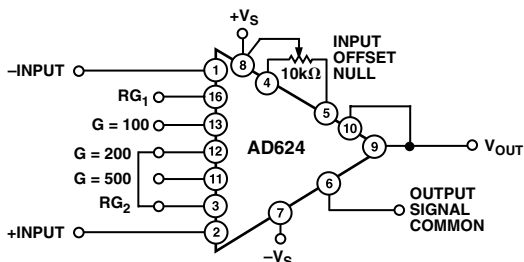 +VS
INPUT
OFFSET
NULL
10kΩ
–INPUT
1
8
4
5
10
9
VOUT
RG1
16
G = 100
13
AD624
G = 200
12
G = 500
11
6
RG2
3
OUTPUT
SIGNAL
COMMON
7
+INPUT
2
–VS